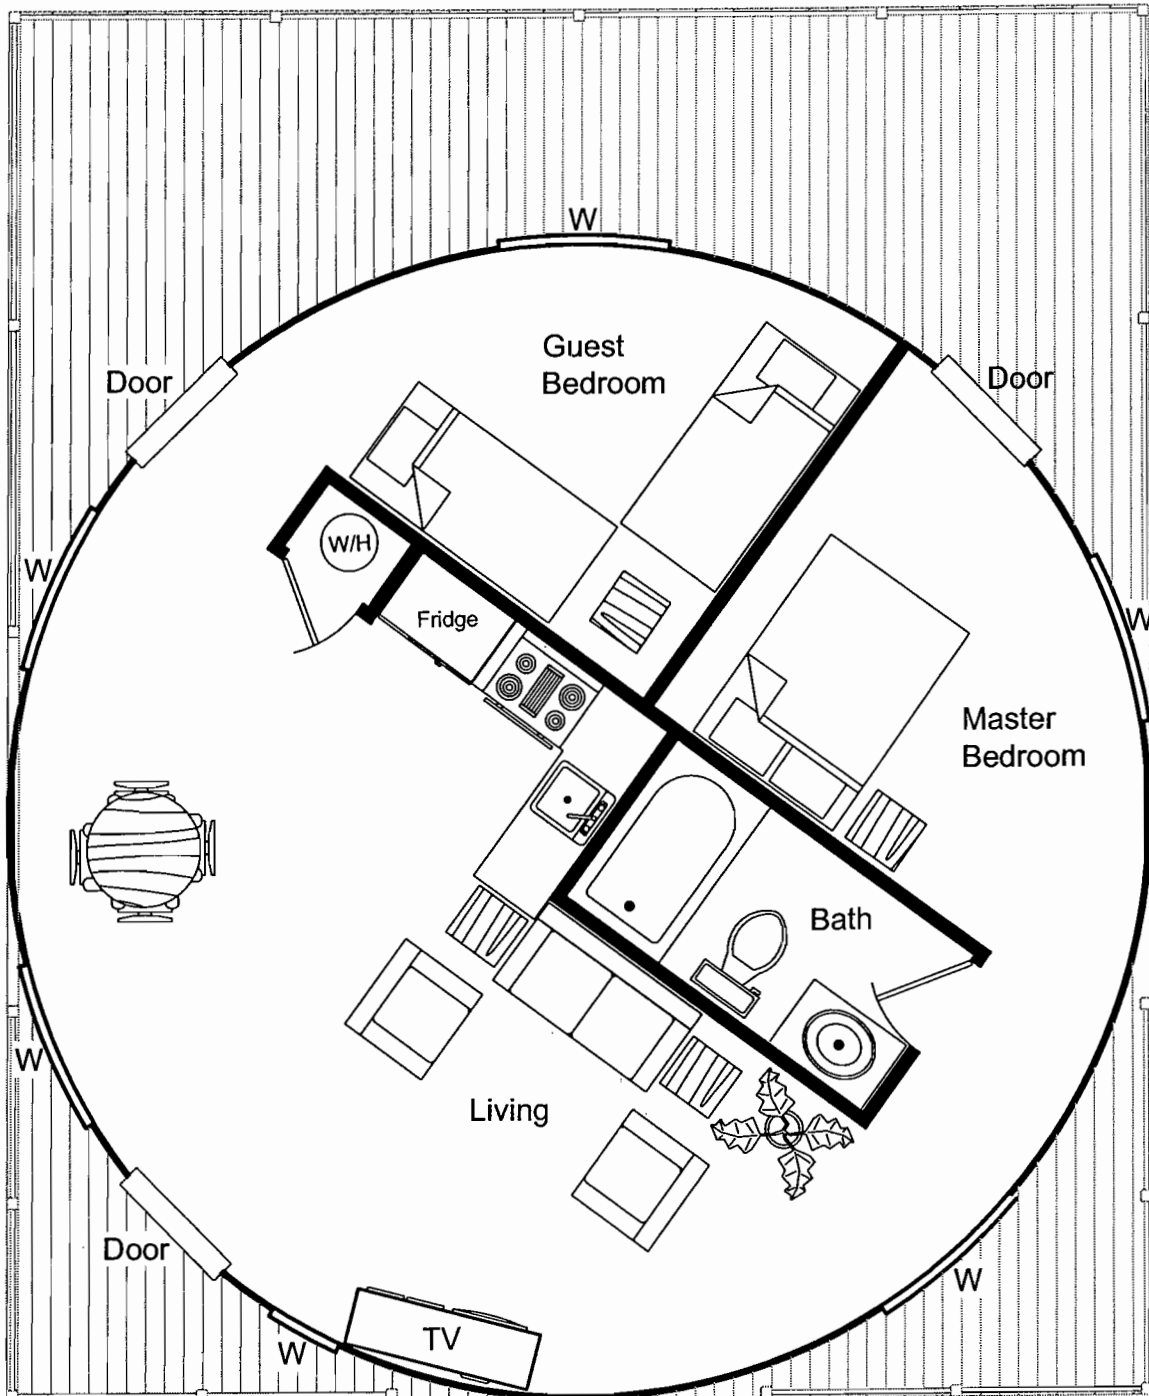 W
Guest
Bedroom
Door
Door
W/H
W
Fridge
W
Master
Bedroom
Bath
W
Living
Door
W
W
TV